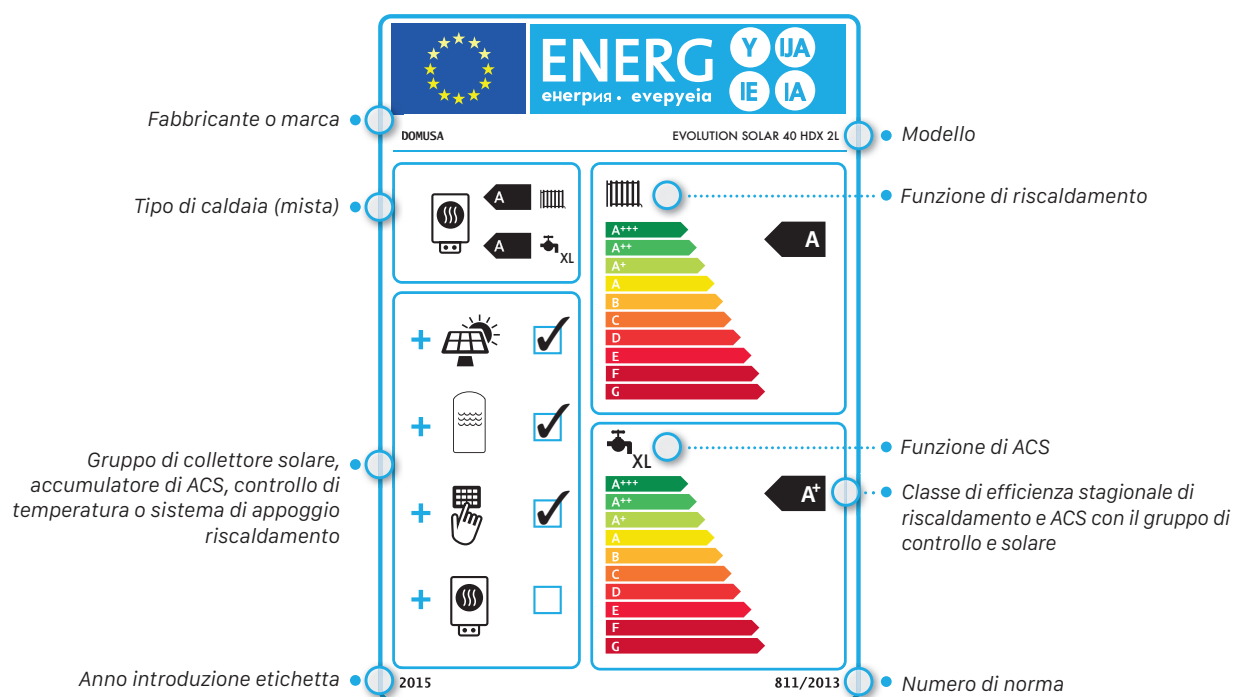 ENERG
Y IJA
IE IA
енергия · ενεργεια
Fabbricante o marca
DOMUSA
EVOLUTION SOLAR 40 HDX 2L
Modello
Tipo di caldaia (mista)
A
A
XL
Funzione di riscaldamento
A+++
A++
A+
A
B
C
D
E
F
G
A
+
+
+
+
Gruppo di collettore solare,
accumulatore di ACS, controllo di
temperatura o sistema di appoggio
riscaldamento
XL
Funzione di ACS
A+++
A++
A+
A
B
C
D
E
F
G
A+
Classe di efficienza stagionale di
riscaldamento e ACS con il gruppo di
controllo e solare
Anno introduzione etichetta
2015
811/2013
Numero di norma